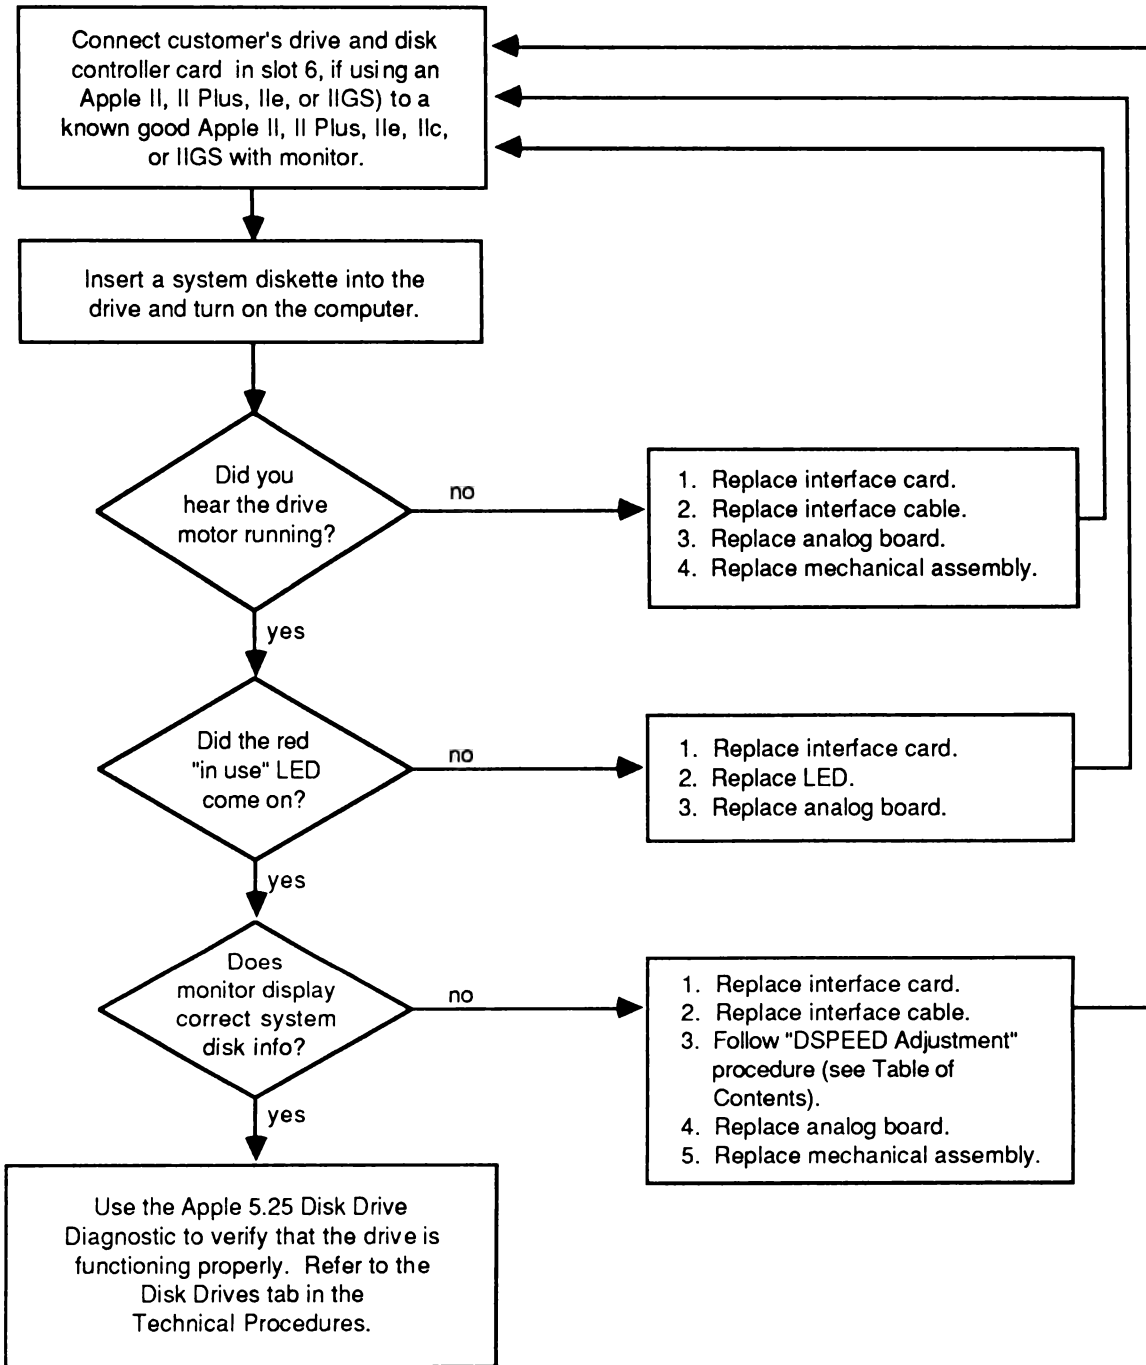 Connect customer's drive and disk
controller card in slot 6, if using an
Apple II, II Plus, IIe, or IIGS) to a
known good Apple II, II Plus, IIe, IIc,
or IIGS with monitor.
Insert a system diskette into the
drive and turn on the computer.
Did you
hear the drive
motor running?
no
1. Replace interface card.
2. Replace interface cable.
3. Replace analog board.
4. Replace mechanical assembly.
yes
Did the red
"in use" LED
come on?
no
1. Replace interface card.
2. Replace LED.
3. Replace analog board.
yes
Does
monitor display
correct system
disk info?
no
1. Replace interface card.
2. Replace interface cable.
3. Follow "DSPEED Adjustment"
procedure (see Table of
Contents).
4. Replace analog board.
5. Replace mechanical assembly.
yes
Use the Apple 5.25 Disk Drive
Diagnostic to verify that the drive is
functioning properly. Refer to the
Disk Drives tab in the
Technical Procedures.